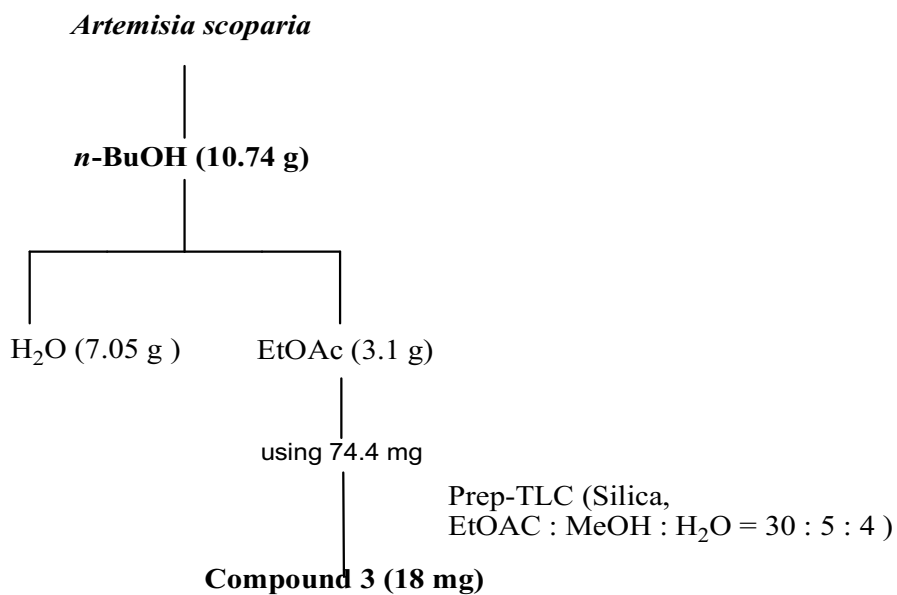 Artemisia scoparia
n-BuOH (10.74 g)
H₂O (7.05 g )
EtOAc (3.1 g)
using 74.4 mg
Prep-TLC (Silica,
EtOAC : MeOH : H₂O = 30 : 5 : 4 )
Compound 3 (18 mg)